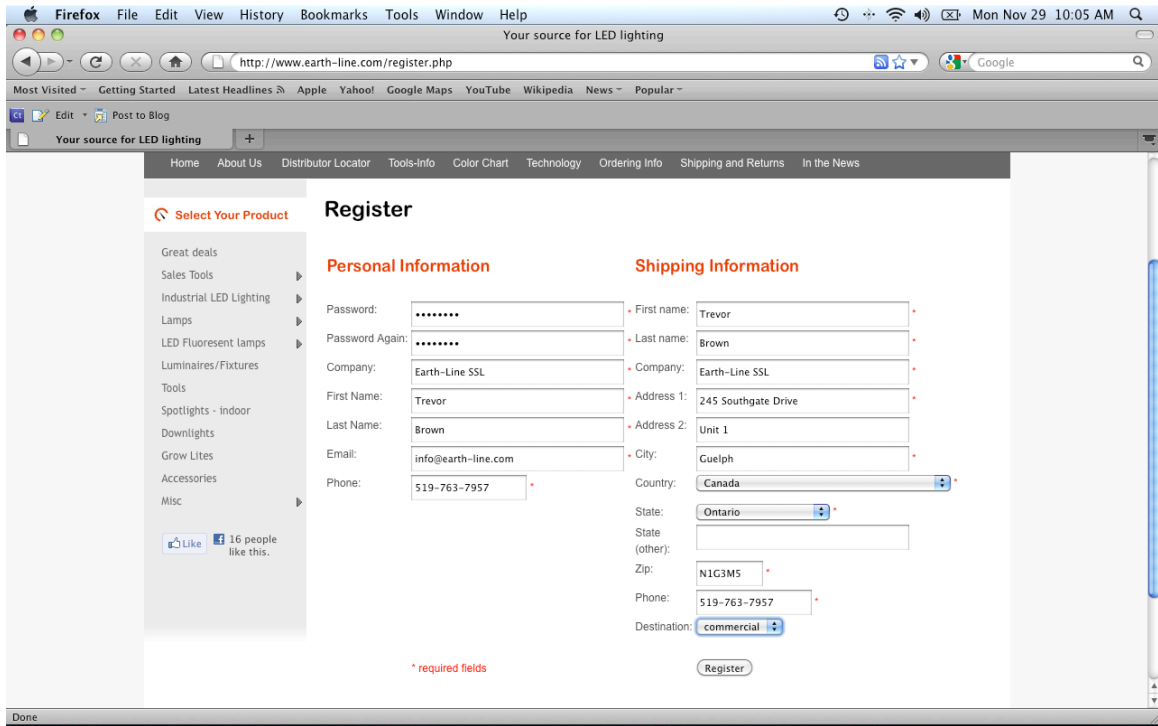 Firefox File Edit View History Bookmarks Tools Window Help Mon Nov 29 10:05 AM
Your source for LED lighting
http://www.earth-line.com/register.php Google
Most Visited Getting Started Latest Headlines Apple Yahoo! Google Maps YouTube Wikipedia News Popular
Ct Edit Post to Blog
Your source for LED lighting +
Home About Us Distributor Locator Tools-Info Color Chart Technology Ordering Info Shipping and Returns In the News
Select Your Product
Great deals
Sales Tools
Industrial LED Lighting
Lamps
LED Fluoresent lamps
Luminaires/Fixtures
Tools
Spotlights - indoor
Downlights
Grow Lites
Accessories
Misc
Like 16 people
like this.
Register
Personal Information
Password: •••••••• *
Password Again: •••••••• *
Company: Earth-Line SSL *
First Name: Trevor *
Last Name: Brown *
Email: info@earth-line.com *
Phone: 519-763-7957 *
* required fields
Shipping Information
First name: Trevor *
Last name: Brown *
Company: Earth-Line SSL *
Address 1: 245 Southgate Drive *
Address 2: Unit 1
City: Guelph *
Country: Canada *
State: Ontario *
State
(other):
Zip: N1G3M5 *
Phone: 519-763-7957 *
Destination: commercial
Register
Done